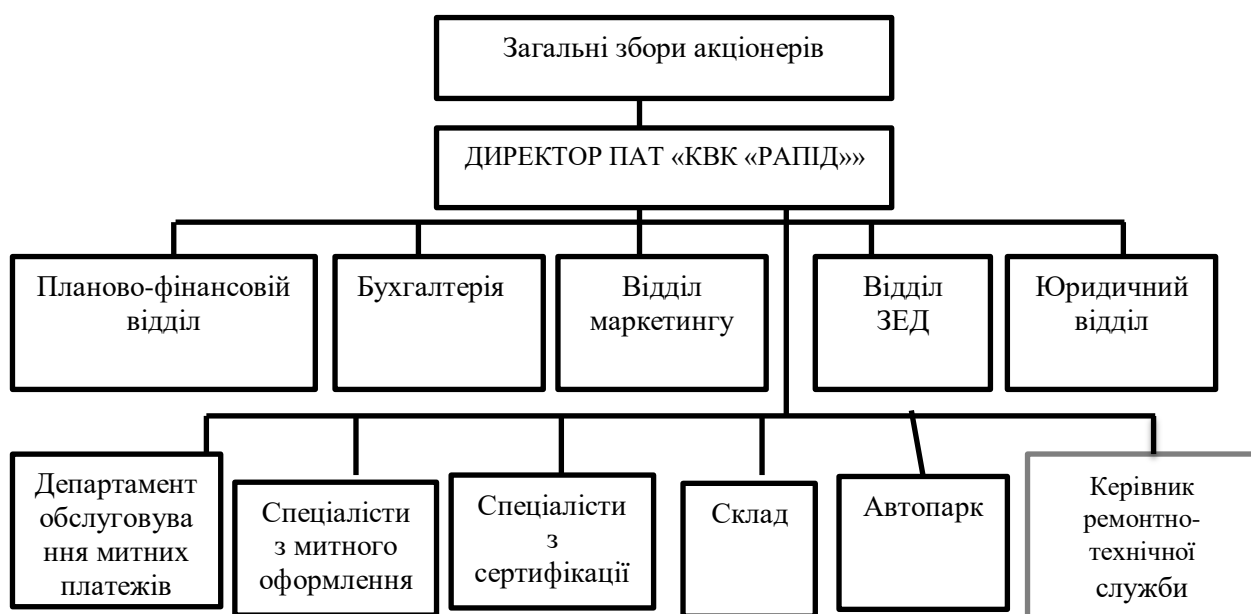 Загальні збори акціонерів
ДИРЕКТОР ПАТ «КВК «РАПІД»»
Планово-фінансовій
відділ
Бухгалтерія
Відділ
маркетингу
Відділ
ЗЕД
Юридичний
відділ
Департамент
обслуговува
ння митних
платежів
Спеціалісти
з митного
оформлення
Спеціалісти
з
сертифікації
Склад
Автопарк
Керівник
ремонтно-
технічної
служби